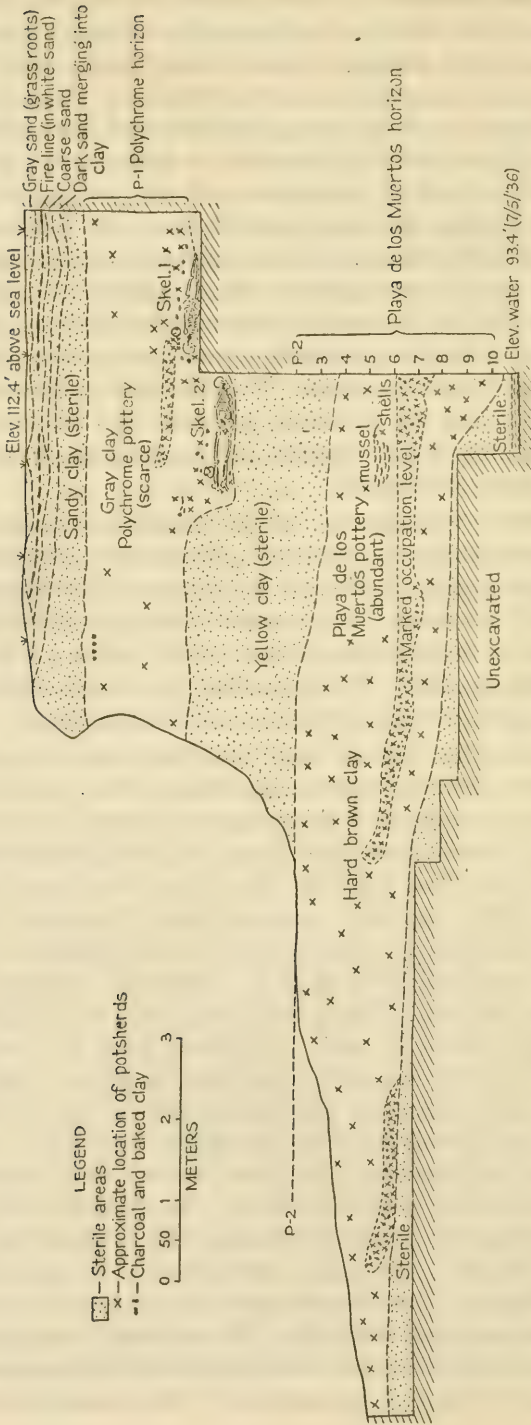 Gray sand (grass roots)
Fire line (in white sand)
Coarse sand
Dark sand merging into
clay
P-1 Polychrome horizon
Elev. 112.4' above sea level
Sandy clay (sterile)
Gray clay
Polychrome pottery
(scarce)
Skel. 1
Skel. 2
Yellow clay (sterile)
P-2
3
4
5
6
7
8
9
10
Playa de los Muertos horizon
Elev. water 93.4' (7/5/'36)
Playa de los
Muertos pottery
(abundant)
mussel
shells
Marked occupation level
Hard brown clay
Sterile
Unexcavated
LEGEND
– Sterile areas
x – Approximate location of potsherds
– Charcoal and baked clay
0 50 1 2 3
METERS
P-2
Sterile